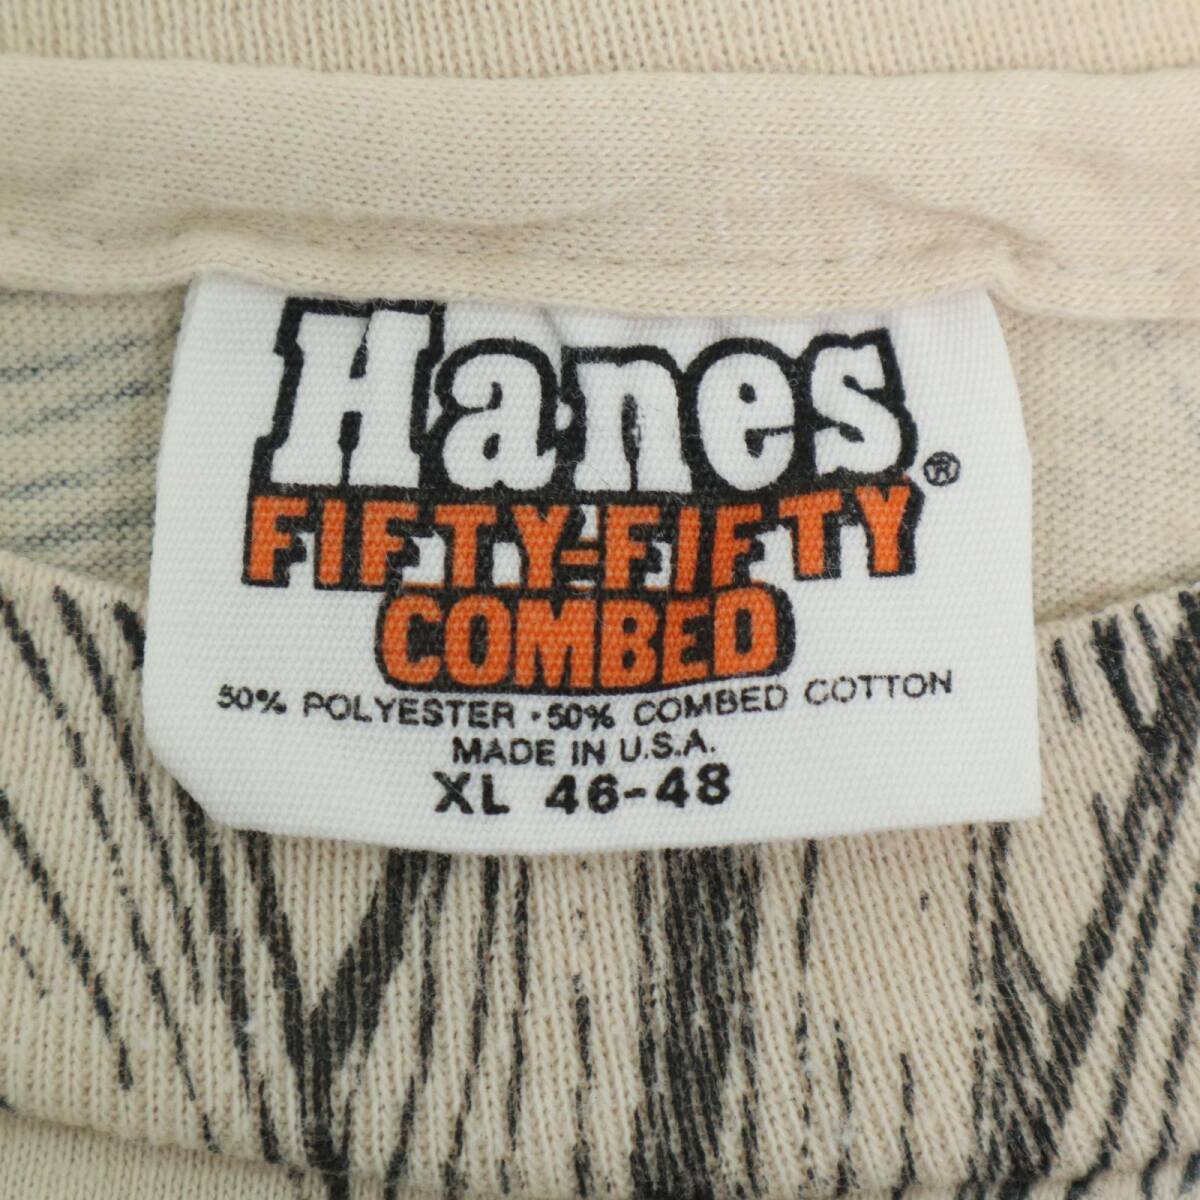 Hanes®
FIFTY-FIFTY
COMBED
50% POLYESTER • 50% COMBED COTTON
MADE IN U.S.A.
XL 46-48